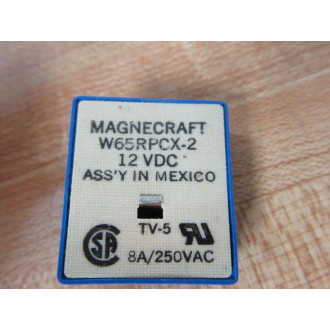 MAGNECRAFT
W65RPCX-2
12 VDC
ASS'Y IN MEXICO
TV-5
8A/250VAC